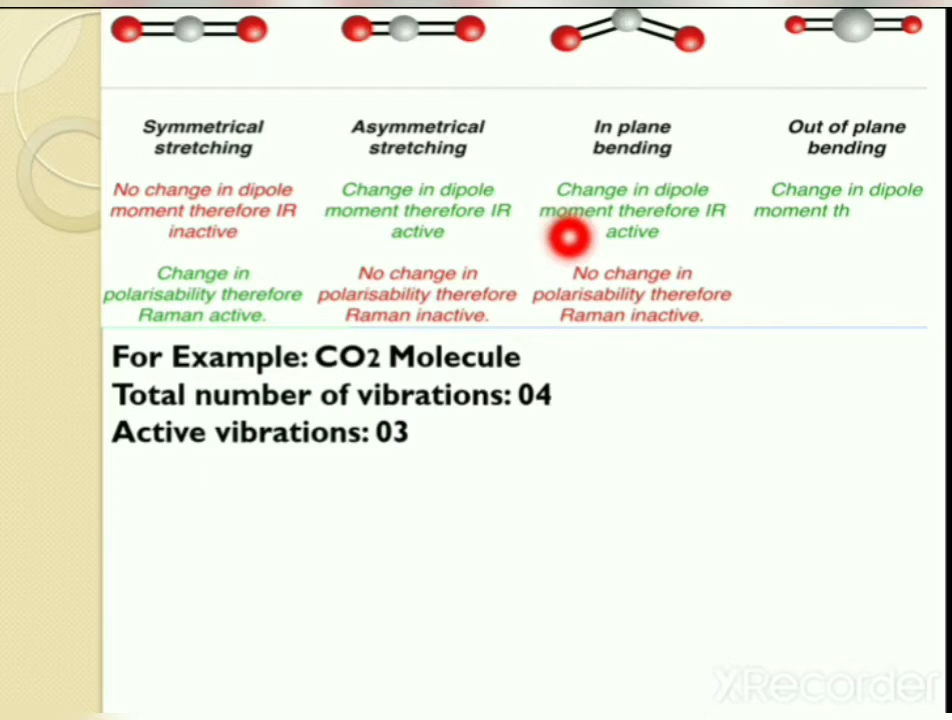 Symmetrical
stretching
No change in dipole
moment therefore IR
inactive
Change in
polarisability therefore
Raman active.
Asymmetrical
stretching
Change in dipole
moment therefore IR
active
No change in
polarisability therefore
Raman inactive.
In plane
bending
Change in dipole
moment therefore IR
active
No change in
polarisability therefore
Raman inactive.
Out of plane
bending
Change in dipole
moment th
For Example: CO2 Molecule
Total number of vibrations: 04
Active vibrations: 03
XRecorder